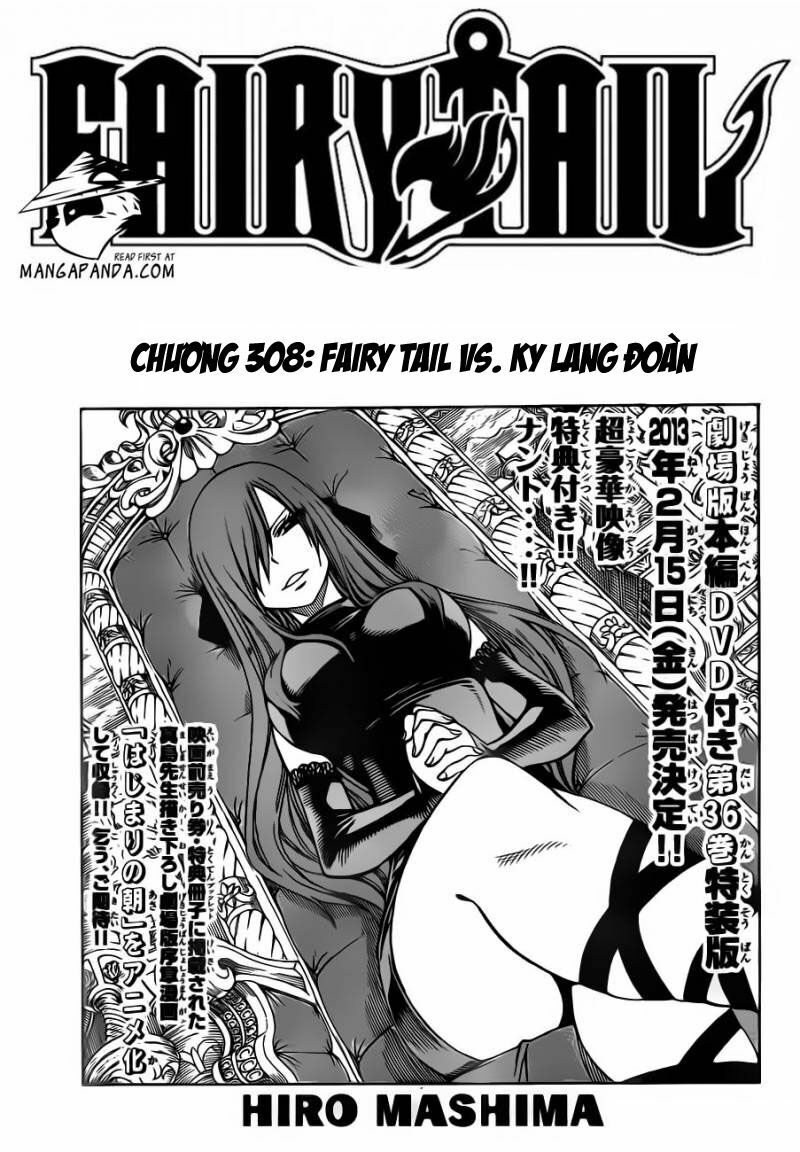 FAIRY TAIL
READ FIRST AT
MANGAPANDA.COM
CHƯƠNG 308: FAIRY TAIL VS. KY LANG ĐOÀN
劇場版本編DVD付き第36巻特装版
2013年2月15日(金)発売決定!!
超豪華映像
特典付き!!
ナント‥‥!!
映画前売り券・特典冊子に掲載された
真島先生描き下ろし劇場版序章漫画
「はじまりの朝」をアニメ化
して収録!! 乞う、ご期待!!
HIRO MASHIMA